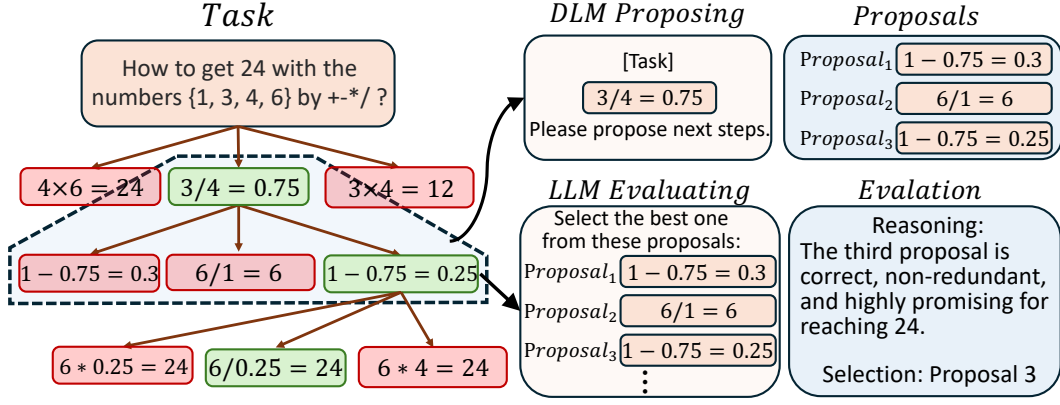 Task
How to get 24 with the
numbers {1, 3, 4, 6} by +-*/ ?
4×6 = 24
3/4 = 0.75
3×4 = 12
1 − 0.75 = 0.3
6/1 = 6
1 − 0.75 = 0.25
6 * 0.25 = 24
6/0.25 = 24
6 * 4 = 24
DLM Proposing
[Task]
3/4 = 0.75
Please propose next steps.
Proposals
Proposal1 1 − 0.75 = 0.3
Proposal2 6/1 = 6
Proposal3 1 − 0.75 = 0.25
LLM Evaluating
Select the best one
from these proposals:
Proposal1 1 − 0.75 = 0.3
Proposal2 6/1 = 6
Proposal3 1 − 0.75 = 0.25
⋮
Evalation
Reasoning:
The third proposal is
correct, non-redundant,
and highly promising for
reaching 24.
Selection: Proposal 3